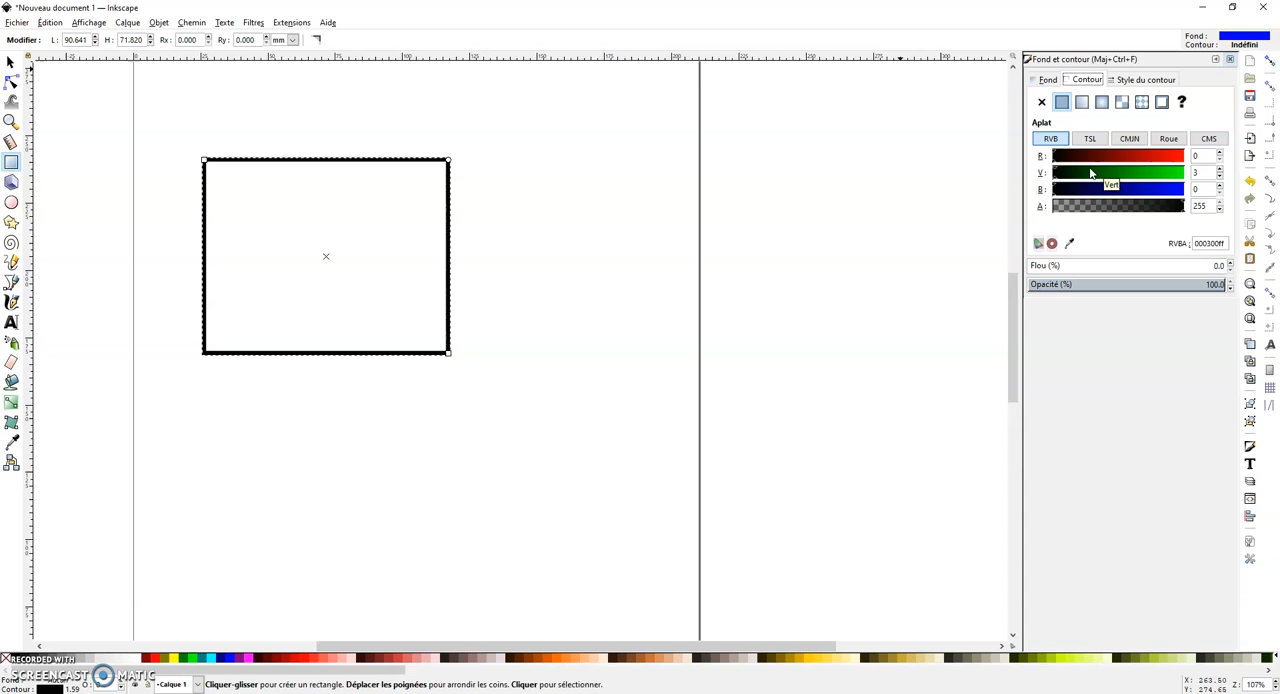 *Nouveau document 1 — Inkscape
Fichier Édition Affichage Calque Objet Chemin Texte Filtres Extensions Aide
Modifier : L: 90.641 H: 71.820 Rx: 0.000 Ry: 0.000 mm
Fond :
Contour : Indéfini
Fond et contour (Maj+Ctrl+F)
Fond Contour Style du contour
Aplat
RVB TSL CMJN Roue CMS
R: 0
V: 3
Vert
B: 0
A: 255
RVBA : 000300ff
Flou (%) 0.0
Opacité (%) 100.0
RECORDED WITH
SCREENCAST MATIC
Fond :
Contour : 1.59 O: Calque 1 Cliquer-glisser pour créer un rectangle. Déplacer les poignées pour arrondir les coins. Cliquer pour sélectionner.
X: 263.50
Y: 274.65 Z: 107%